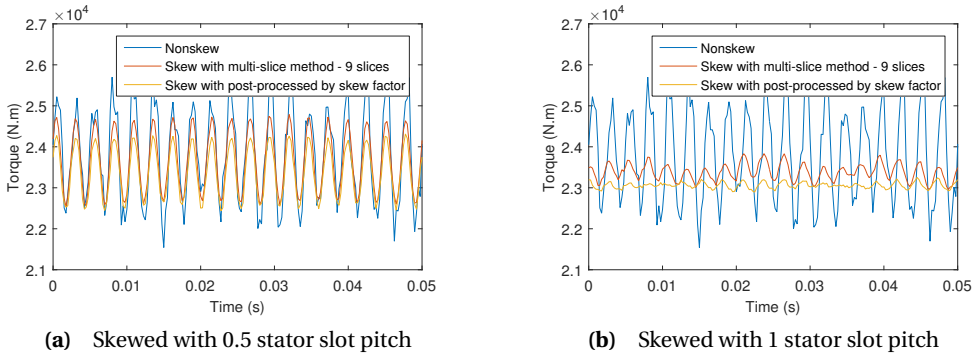 ×10⁴
2.7
2.6
2.5
2.4
2.3
2.2
2.1
Torque (N.m)
Nonskew
Skew with multi-slice method - 9 slices
Skew with post-processed by skew factor
0 0.01 0.02 0.03 0.04 0.05
Time (s)
(a) Skewed with 0.5 stator slot pitch
×10⁴
2.7
2.6
2.5
2.4
2.3
2.2
2.1
Torque (N.m)
Nonskew
Skew with multi-slice method - 9 slices
Skew with post-processed by skew factor
0 0.01 0.02 0.03 0.04 0.05
Time (s)
(b) Skewed with 1 stator slot pitch